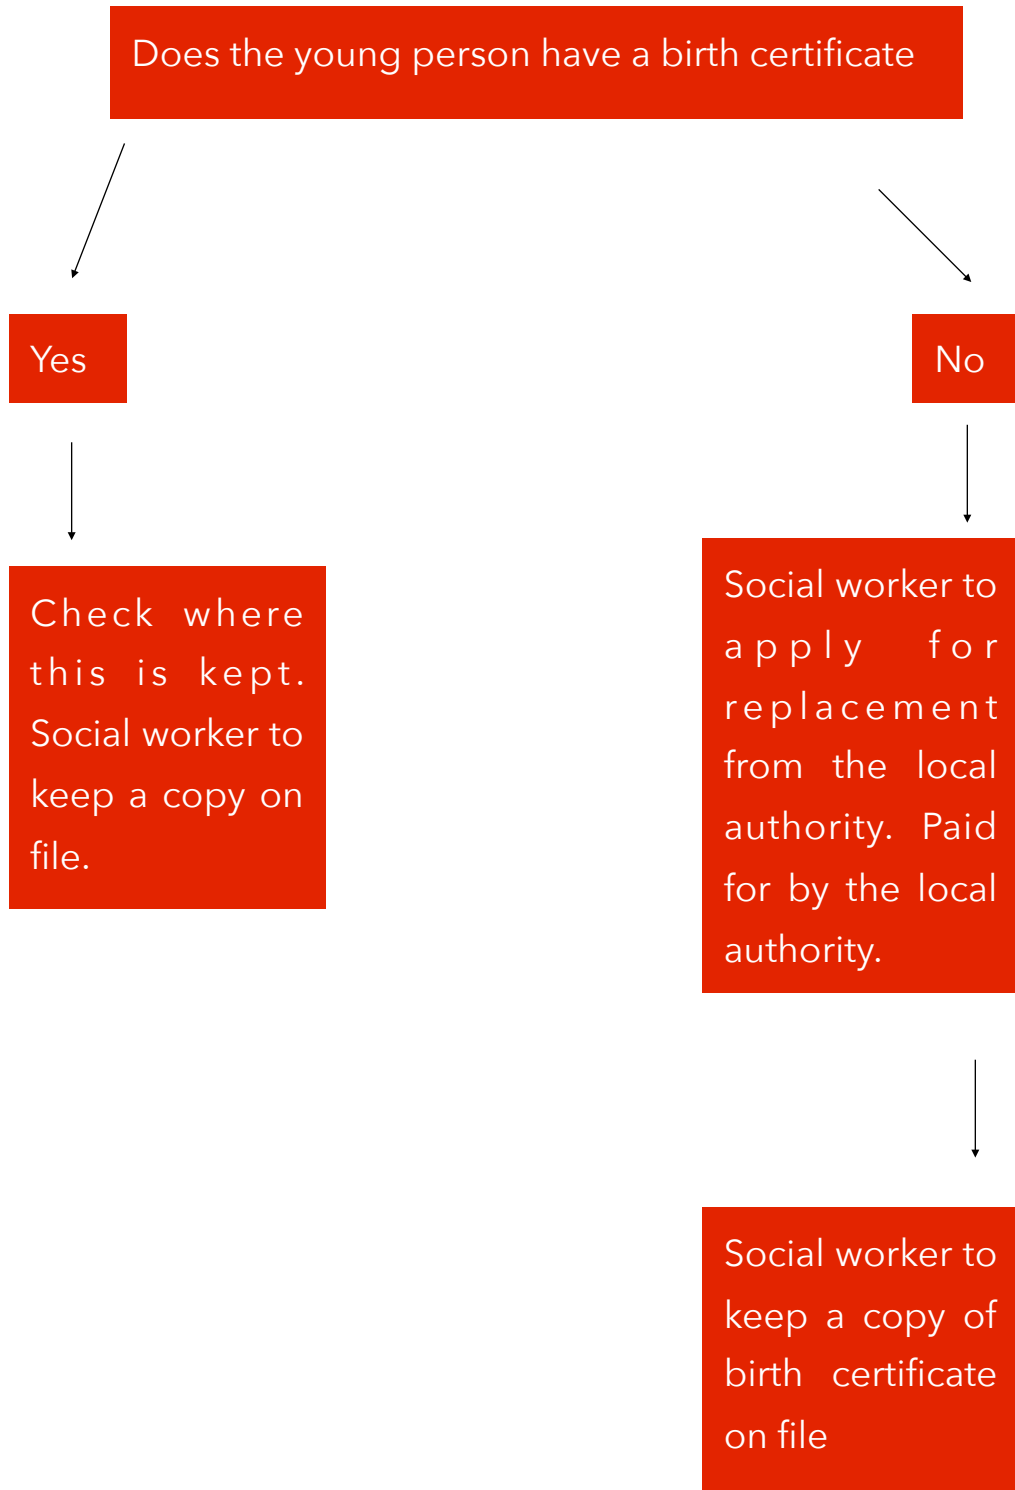 Does the young person have a birth certificate
Yes
No
Check where
this is kept.
Social worker to
keep a copy on
file.
Social worker to
apply for
replacement
from the local
authority. Paid
for by the local
authority.
Social worker to
keep a copy of
birth certificate
on file